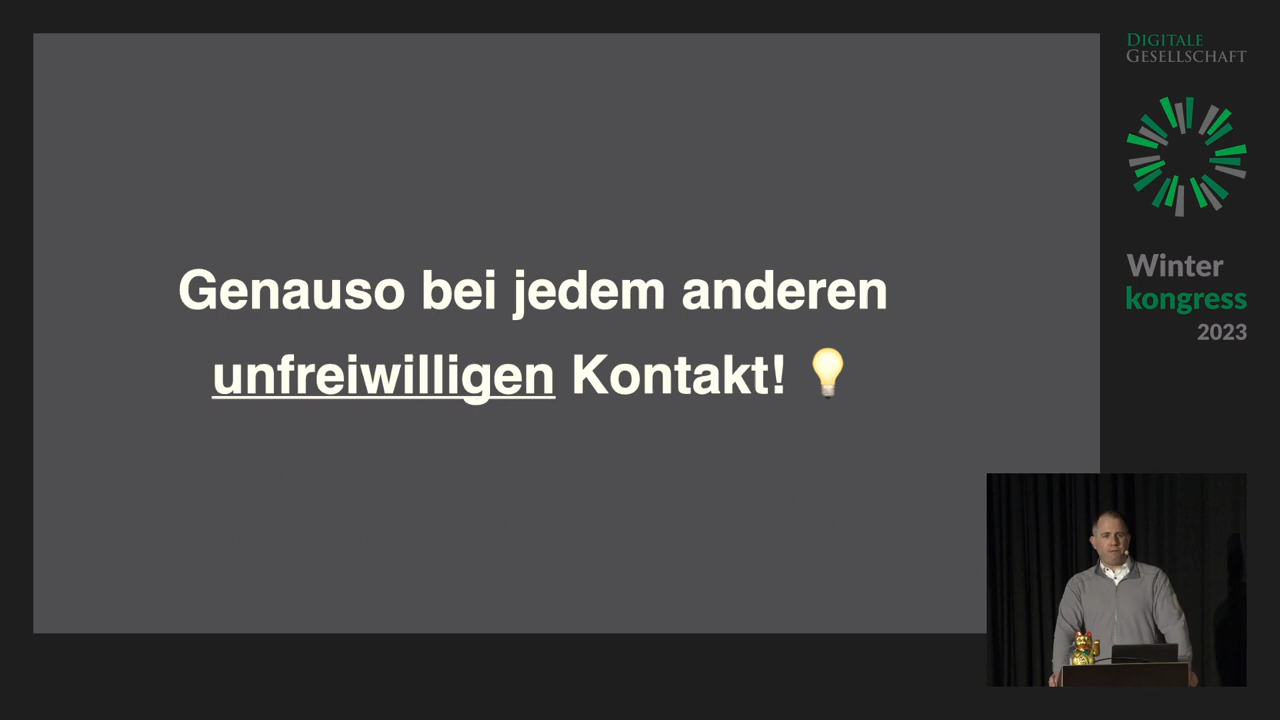 Genauso bei jedem anderen
unfreiwilligen Kontakt! 💡
DIGITALE
GESELLSCHAFT
Winter
kongress
2023